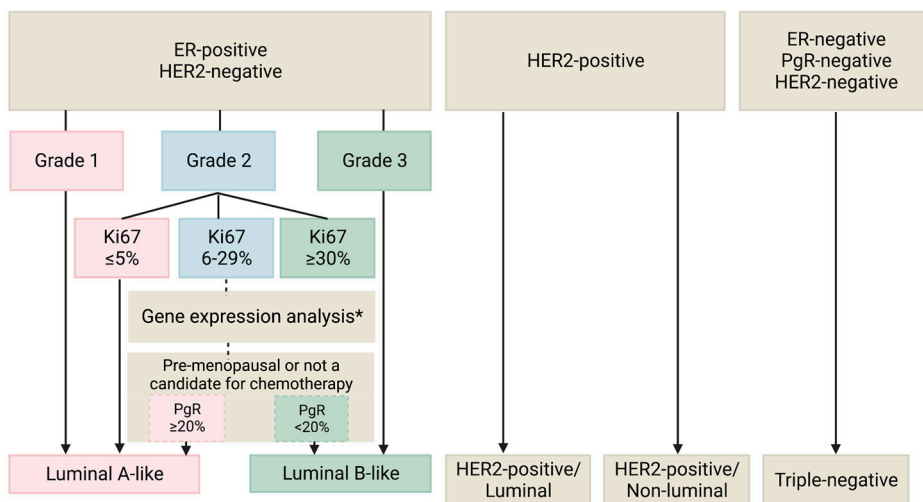 ER-positive
HER2-negative
HER2-positive
ER-negative
PgR-negative
HER2-negative
Grade 1
Grade 2
Grade 3
Ki67
≤5%
Ki67
6-29%
Ki67
≥30%
Gene expression analysis*
Pre-menopausal or not a
candidate for chemotherapy
PgR
≥20%
PgR
<20%
Luminal A-like
Luminal B-like
HER2-positive/
Luminal
HER2-positive/
Non-luminal
Triple-negative